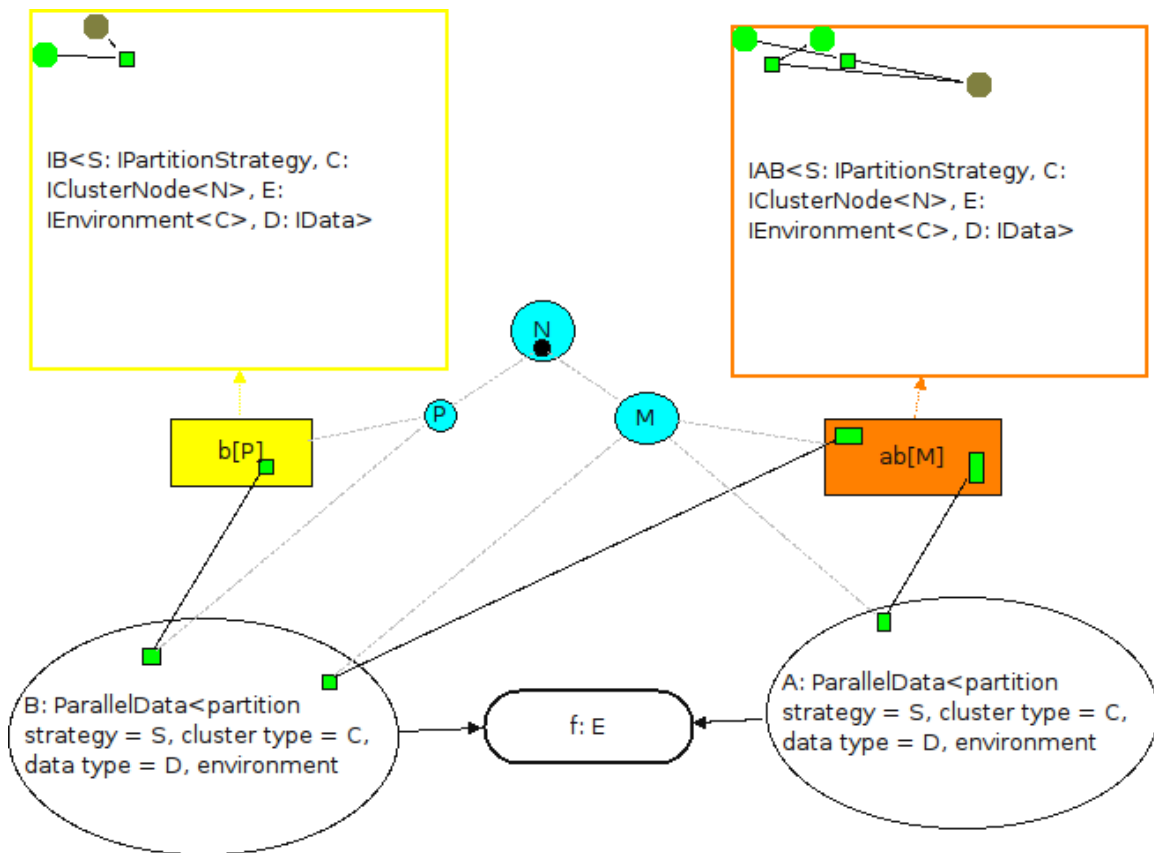 IB<S: IPartitionStrategy, C:
IClusterNode<N>, E:
IEnvironment<C>, D: IData>
IAB<S: IPartitionStrategy, C:
IClusterNode<N>, E:
IEnvironment<C>, D: IData>
N
P
M
b[P]
ab[M]
B: ParallelData<partition
strategy = S, cluster type = C,
data type = D, environment
f: E
A: ParallelData<partition
strategy = S, cluster type = C,
data type = D, environment